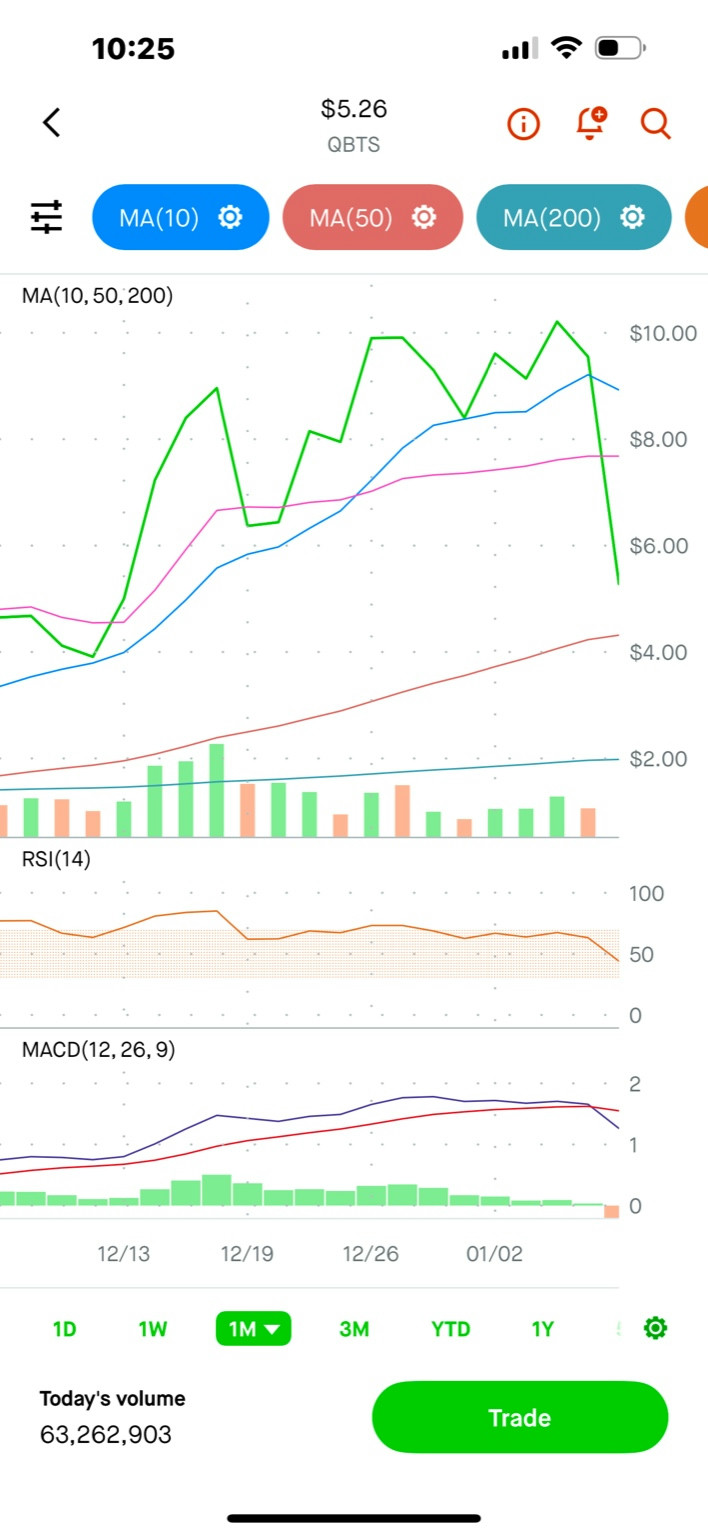 10:25
$5.26
QBTS
MA(10)
MA(50)
MA(200)
MA(10,50,200)
$10.00
$8.00
$6.00
$4.00
$2.00
RSI(14)
100
50
0
MACD(12,26,9)
2
1
0
12/13
12/19
12/26
01/02
1D
1W
1M
3M
YTD
1Y
Today's volume
63,262,903
Trade